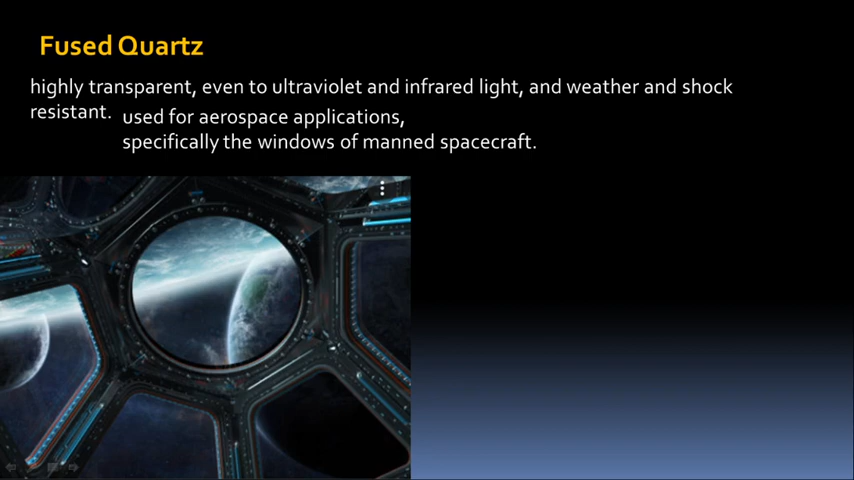 Fused Quartz
highly transparent, even to ultraviolet and infrared light, and weather and shock
resistant.
used for aerospace applications,
specifically the windows of manned spacecraft.